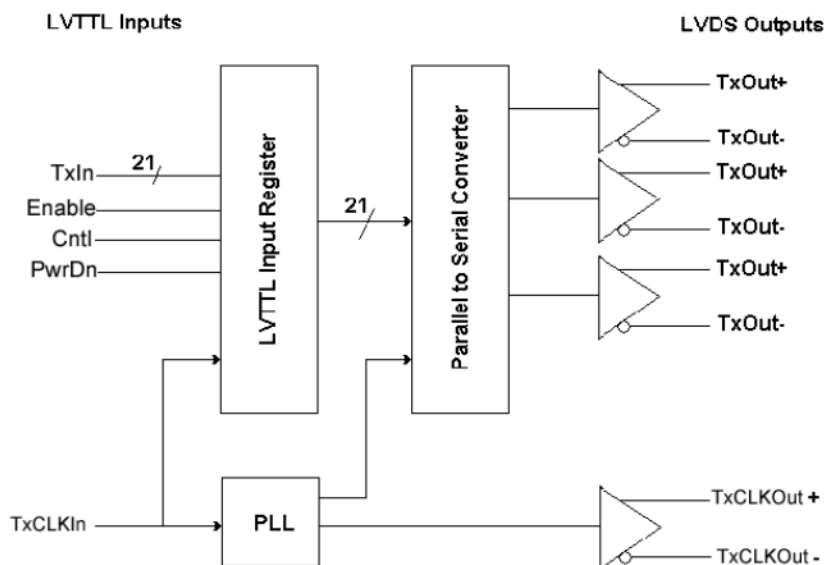 LVTTL Inputs
LVDS Outputs
TxIn
21
Enable
Cntl
PwrDn
LVTTL Input Register
21
Parallel to Serial Converter
TxOut+
TxOut-
TxOut+
TxOut-
TxOut+
TxOut-
TxCLKIn
PLL
TxCLKOut +
TxCLKOut -